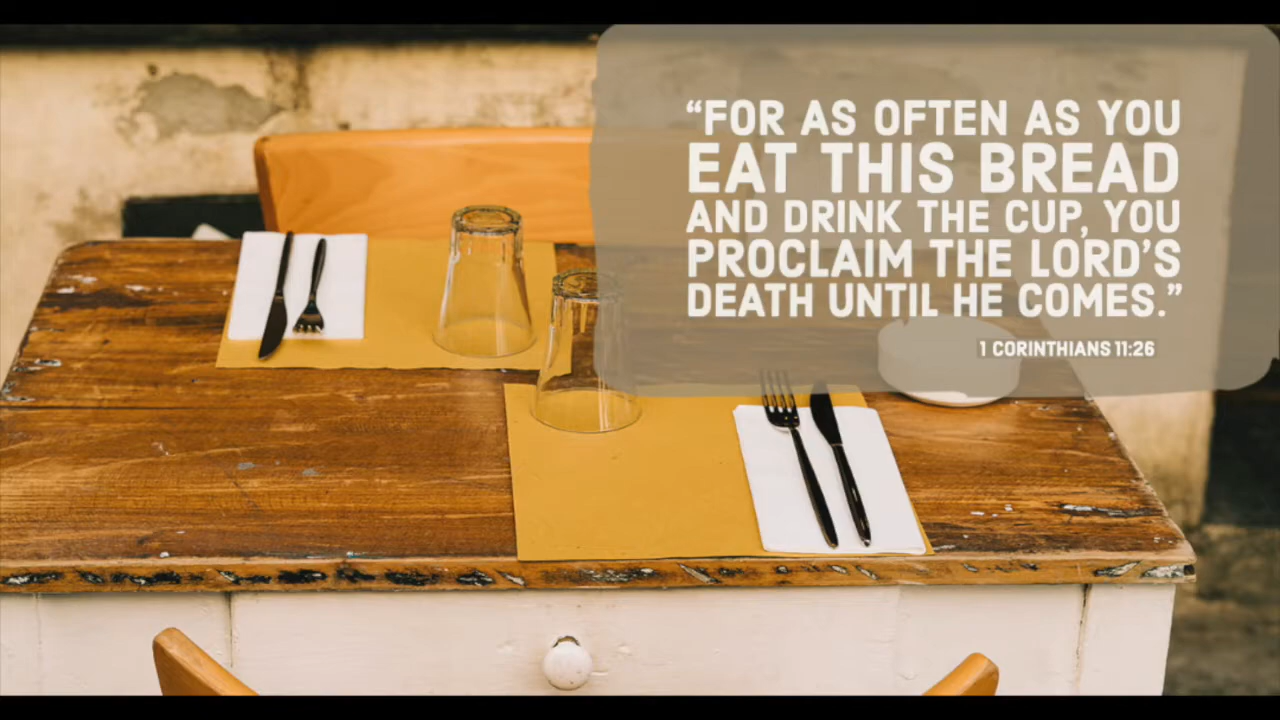 “FOR AS OFTEN AS YOU
EAT THIS BREAD
AND DRINK THE CUP, YOU
PROCLAIM THE LORD’S
DEATH UNTIL HE COMES.”
1 CORINTHIANS 11:26